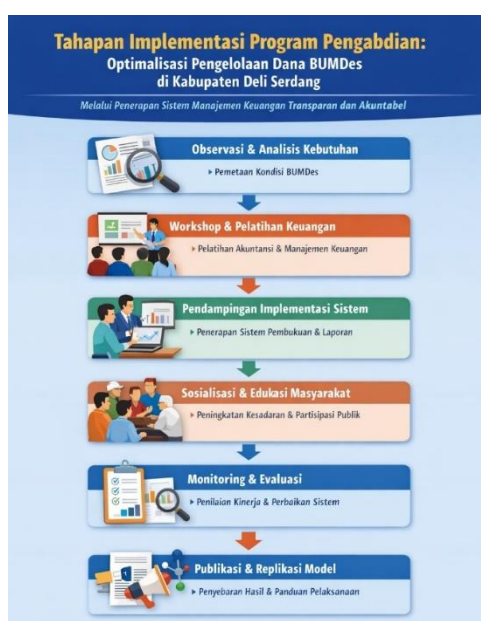 Tahapan Implementasi Program Pengabdian:
Optimalisasi Pengelolaan Dana BUMDes
di Kabupaten Deli Serdang
Melalui Penerapan Sistem Manajemen Keuangan Transparan dan Akuntabel
Observasi & Analisis Kebutuhan
▸ Pemetaan Kondisi BUMDes
Workshop & Pelatihan Keuangan
▸ Pelatihan Akuntansi & Manajemen Keuangan
Pendampingan Implementasi Sistem
▸ Penerapan Sistem Pembukuan & Laporan
Sosialisasi & Edukasi Masyarakat
▸ Peningkatan Kesadaran & Partisipasi Publik
Monitoring & Evaluasi
▸ Penilaian Kinerja & Perbaikan Sistem
Publikasi & Replikasi Model
▸ Penyebaran Hasil & Panduan Pelaksanaan